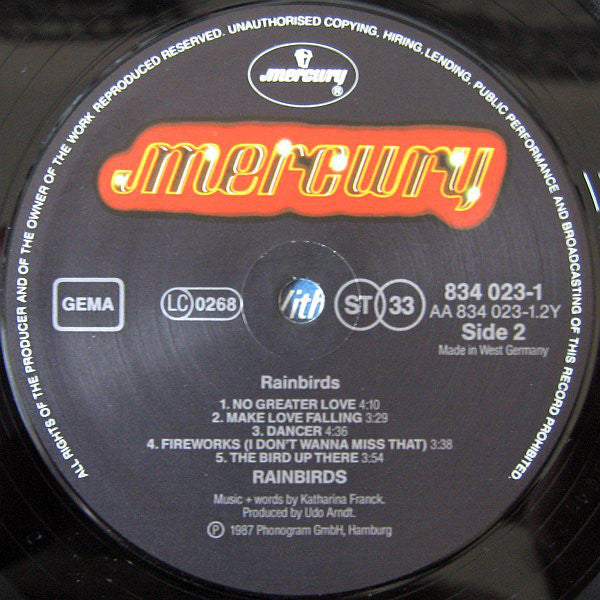 ALL RIGHTS OF THE PRODUCER AND OF THE OWNER OF THE WORK REPRODUCED RESERVED. UNAUTHORISED COPYING, HIRING, LENDING, PUBLIC PERFORMANCE AND BROADCASTING OF THIS RECORD PROHIBITED.
mercury ®
mercury
GEMA
LC 0268
With
ST 33
834 023-1
AA 834 023-1.2Y
Side 2
Made in West Germany
Rainbirds
1. NO GREATER LOVE 4:10
2. MAKE LOVE FALLING 3:29
3. DANCER 4:36
4. FIREWORKS (I DON'T WANNA MISS THAT) 3:38
5. THE BIRD UP THERE 3:54
RAINBIRDS
Music + words by Katharina Franck.
Produced by Udo Arndt.
℗ 1987 Phonogram GmbH, Hamburg